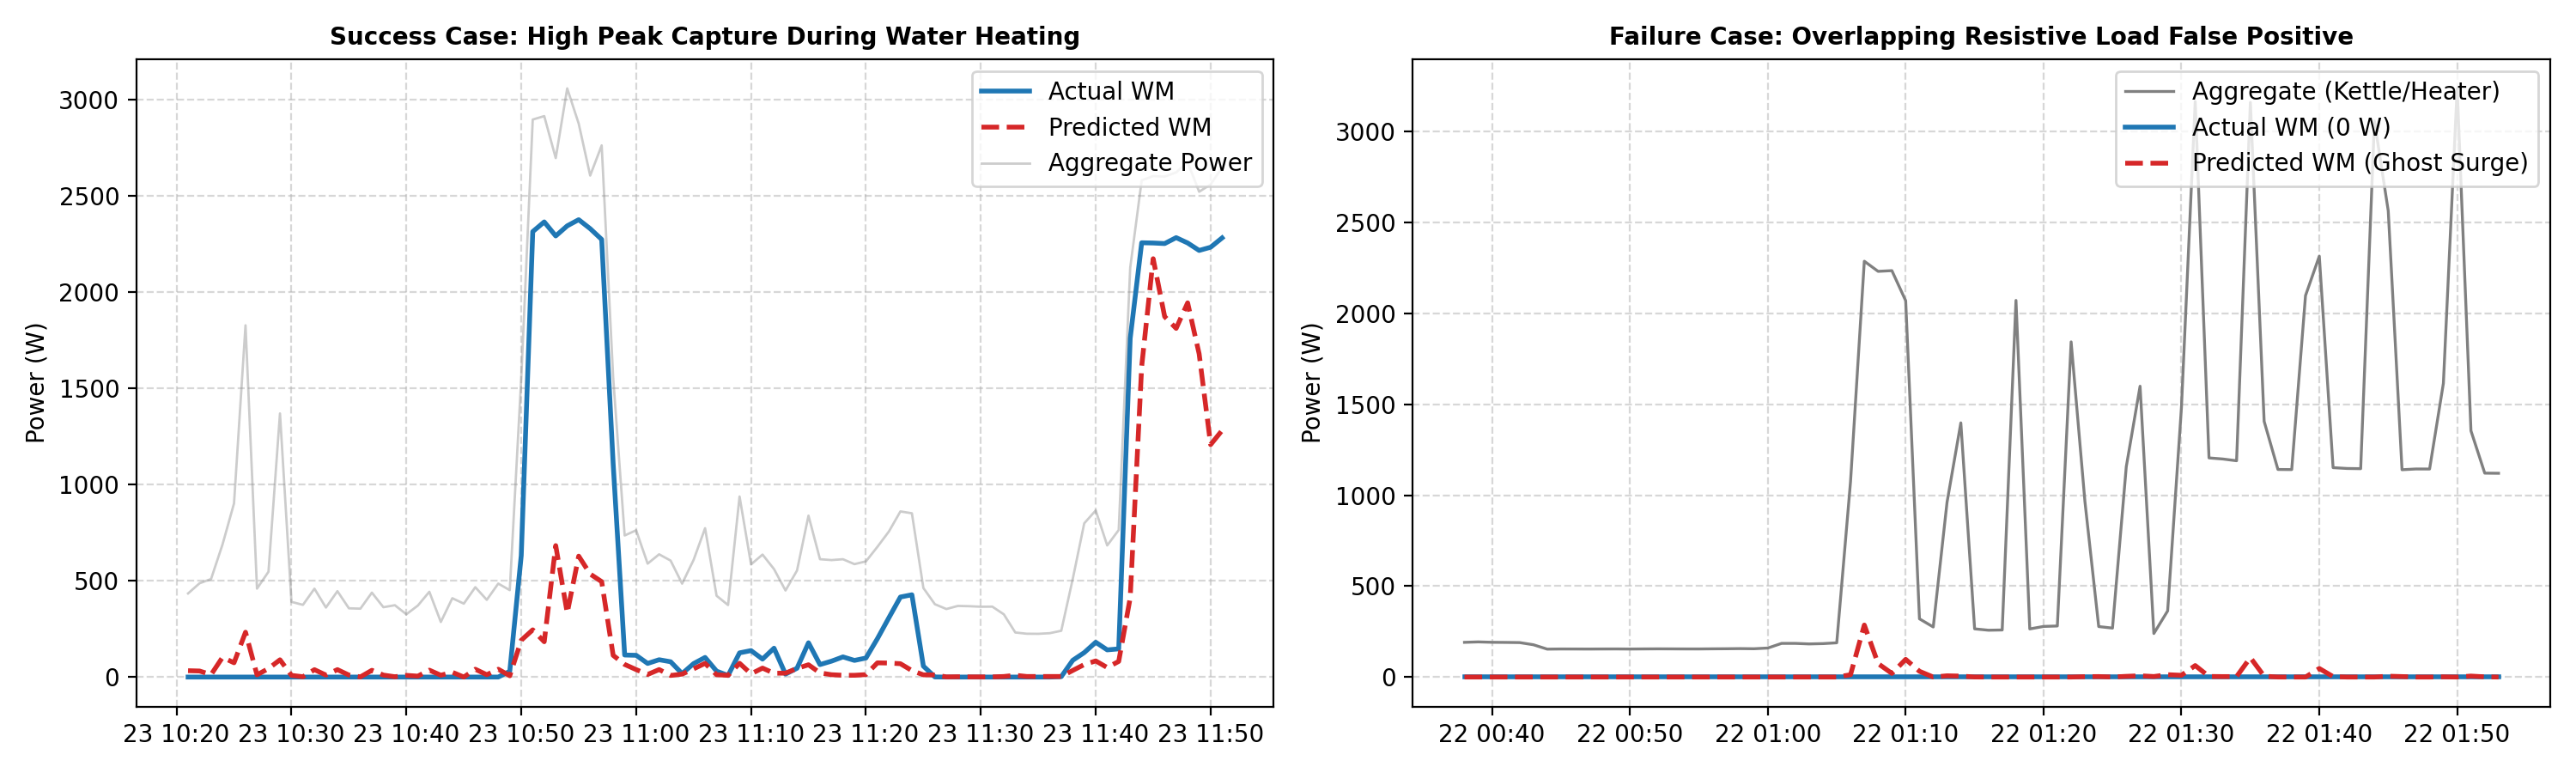 Success Case: High Peak Capture During Water Heating
Power (W)
3000
2500
2000
1500
1000
500
0
Actual WM
Predicted WM
Aggregate Power
23 10:20 23 10:30 23 10:40 23 10:50 23 11:00 23 11:10 23 11:20 23 11:30 23 11:40 23 11:50
Failure Case: Overlapping Resistive Load False Positive
Power (W)
3000
2500
2000
1500
1000
500
0
Aggregate (Kettle/Heater)
Actual WM (0 W)
Predicted WM (Ghost Surge)
22 00:40 22 00:50 22 01:00 22 01:10 22 01:20 22 01:30 22 01:40 22 01:50